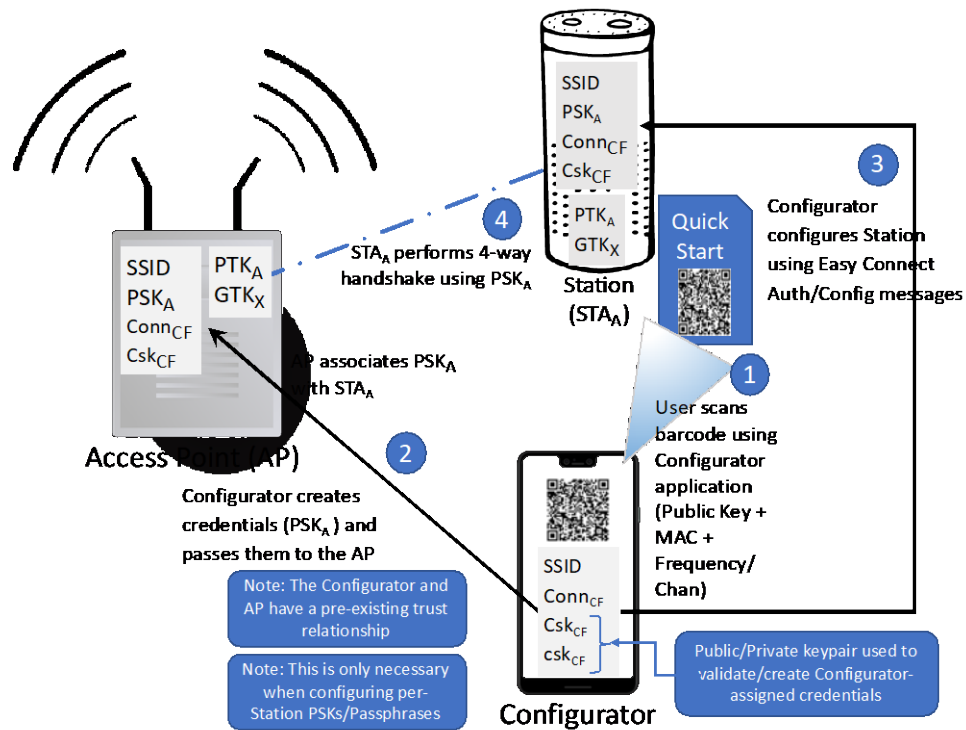 SSID
PSKA
ConnCF
CskCF
PTKA
GTKX
Station
(STAA)
Quick
Start
3
Configurator
configures Station
using Easy Connect
Auth/Config messages
4
STAA performs 4-way
handshake using PSKA
SSID
PSKA
ConnCF
CskCF
PTKA
GTKX
AP associates PSKA
with STAA
Access Point (AP)
2
Configurator creates
credentials (PSKA) and
passes them to the AP
1
User scans
barcode using
Configurator
application
(Public Key +
MAC +
Frequency/
Chan)
SSID
ConnCF
CskCF
cskCF
Configurator
Note: The Configurator and
AP have a pre-existing trust
relationship
Note: This is only necessary
when configuring per-
Station PSKs/Passphrases
Public/Private keypair used to
validate/create Configurator-
assigned credentials